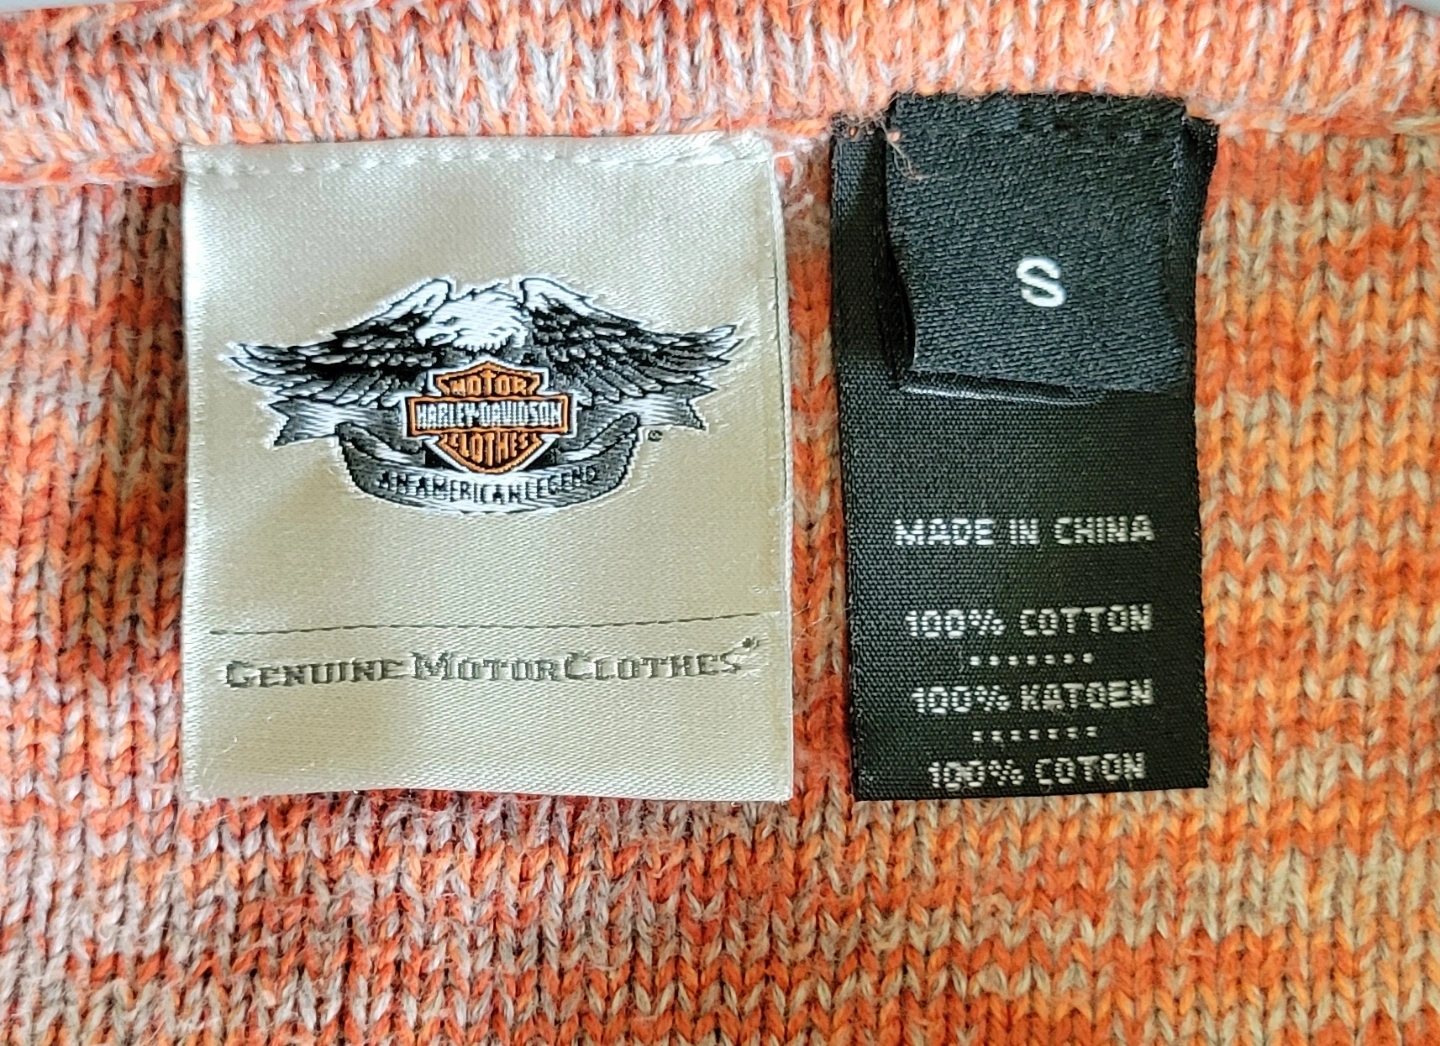 MOTOR
HARLEY-DAVIDSON
CLOTHES
®
AN AMERICAN LEGEND
GENUINE MOTORCLOTHES®
S
MADE IN CHINA
100% COTTON
.......
100% KATOEN
.......
100% COTON